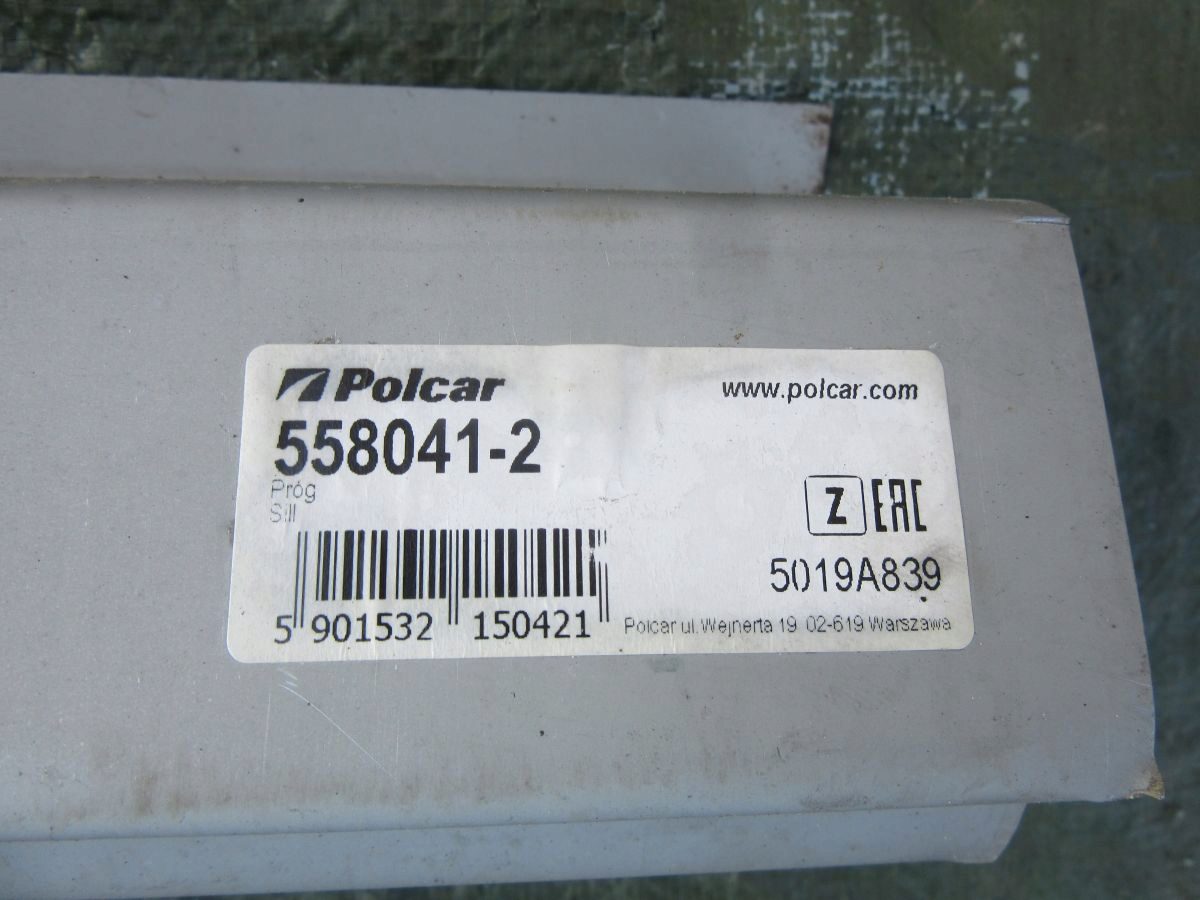 Polcar
www.polcar.com
558041-2
Próg
Sill
Z EAC
5019A839
5 901532 150421
Polcar ul. Wejnerta 19 02-619 Warszawa